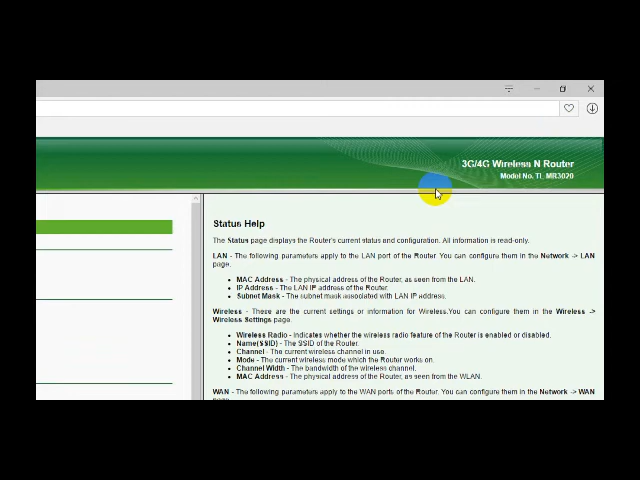 3G/4G Wireless N Router
Model No. TL-MR3020
Status Help
The Status page displays the Router's current status and configuration. All information is read-only.
LAN - The following parameters apply to the LAN port of the Router. You can configure them in the Network -> LAN
page.
MAC Address - The physical address of the Router, as seen from the LAN.
IP Address - The LAN IP address of the Router.
Subnet Mask - The subnet mask associated with LAN IP address.
Wireless - These are the current settings or information for Wireless.You can configure them in the Wireless ->
Wireless Settings page.
Wireless Radio - Indicates whether the wireless radio feature of the Router is enabled or disabled.
Name(SSID) - The SSID of the Router.
Channel - The current wireless channel in use.
Mode - The current wireless mode which the Router works on.
Channel Width - The bandwidth of the wireless channel.
MAC Address - The physical address of the Router, as seen from the WLAN.
WAN - The following parameters apply to the WAN ports of the Router. You can configure them in the Network -> WAN